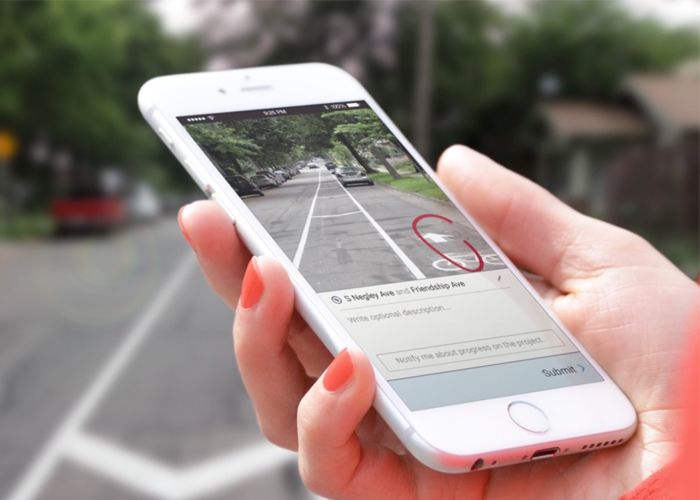 9:25 PM 100%
S Negley Ave and Friendship Ave
Write optional description...
Notify me about progress on the project.
Submit >